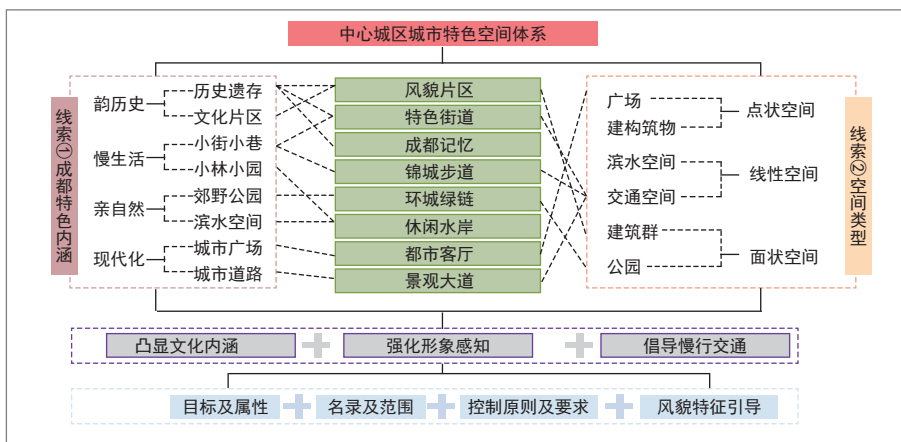 中心城区城市特色空间体系
线索①成都特色内涵
韵历史
历史遗存
文化片区
慢生活
小街小巷
小林小园
亲自然
郊野公园
滨水空间
现代化
城市广场
城市道路
风貌片区
特色街道
成都记忆
锦城步道
环城绿链
休闲水岸
都市客厅
景观大道
广场
建构筑物
点状空间
滨水空间
交通空间
线性空间
建筑群
公园
面状空间
线索②空间类型
凸显文化内涵
强化形象感知
倡导慢行交通
目标及属性
名录及范围
控制原则及要求
风貌特征引导